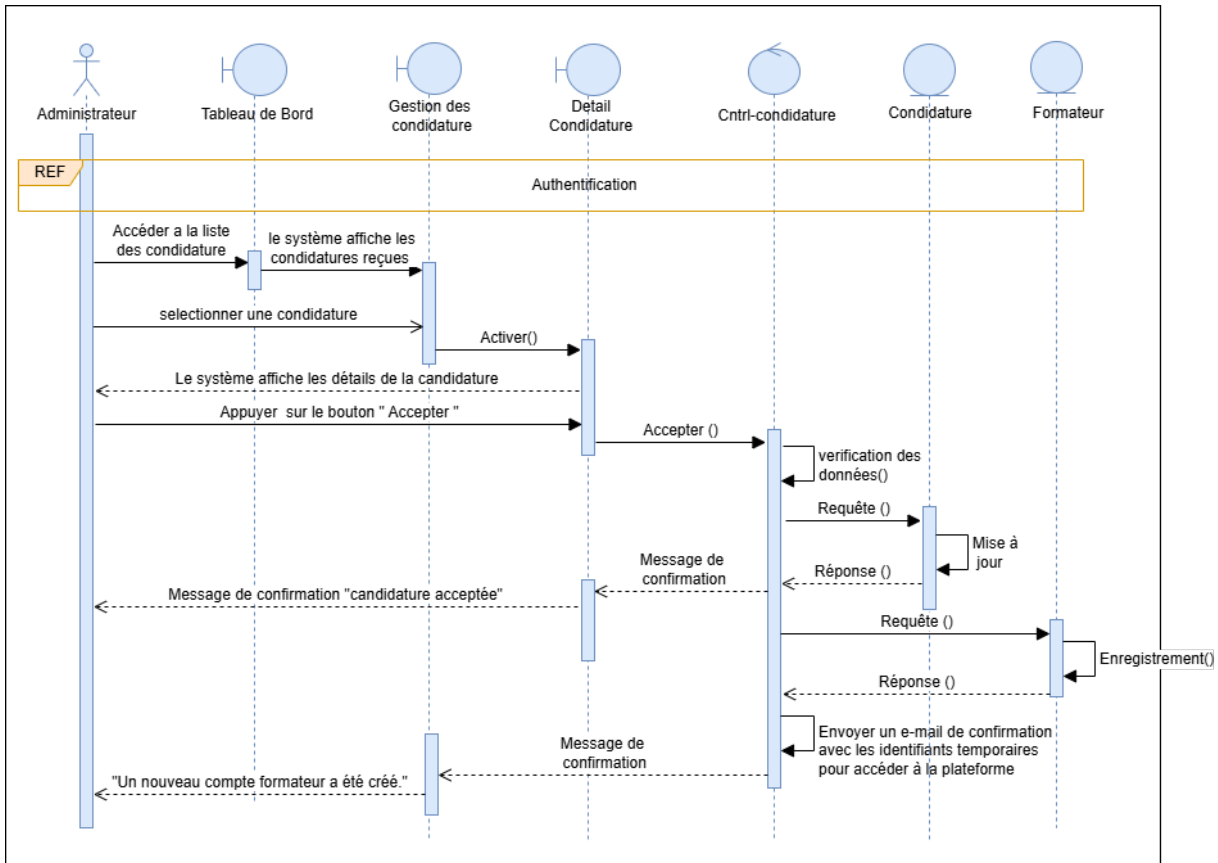 Administrateur
Tableau de Bord
Gestion des
condidature
Detail
Condidature
Cntrl-condidature
Condidature
Formateur
REF
Authentification
Accéder a la liste
des condidature
le système affiche les
condidatures reçues
selectionner une condidature
Activer()
Le système affiche les détails de la candidature
Appuyer sur le bouton " Accepter "
Accepter ()
verification des
données()
Requête ()
Mise à
jour
Réponse ()
Message de
confirmation
Message de confirmation "candidature acceptée"
Requête ()
Enregistrement()
Réponse ()
Envoyer un e-mail de confirmation
avec les identifiants temporaires
pour accéder à la plateforme
Message de
confirmation
"Un nouveau compte formateur a été créé."